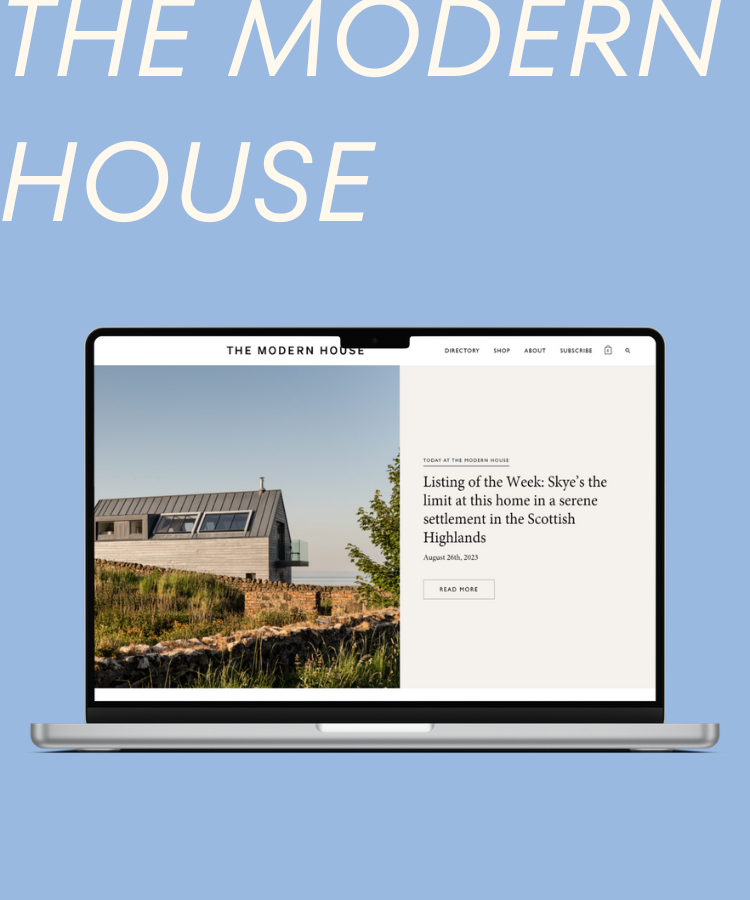 THE MODERN
HOUSE
THE MODERN HOUSE
DIRECTORY SHOP ABOUT SUBSCRIBE
TODAY AT THE MODERN HOUSE
Listing of the Week: Skye’s the
limit at this home in a serene
settlement in the Scottish
Highlands
August 26th, 2023
READ MORE